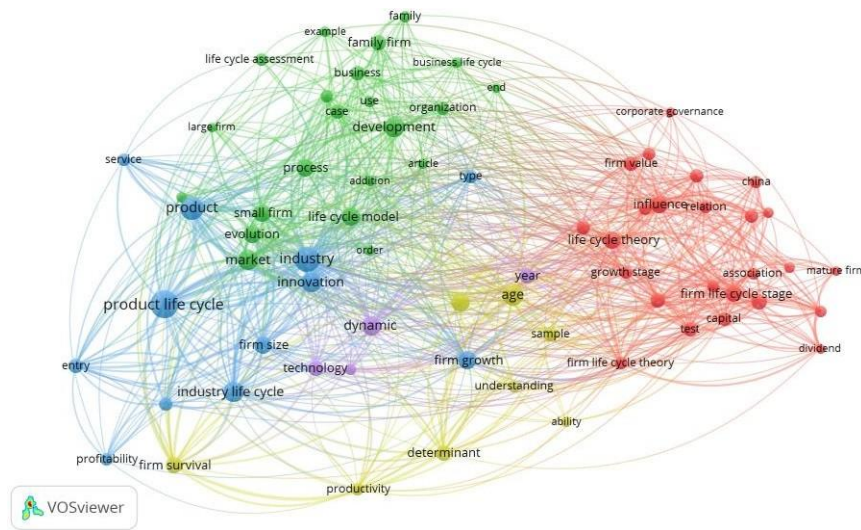 family
example
family firm
life cycle assessment
business life cycle
business
end
use
case
organization
corporate governance
large firm
development
service
process
article
type
firm value
addition
china
product
small firm
life cycle model
influence
relation
evolution
order
life cycle theory
market
industry
innovation
year
growth stage
association
mature firm
age
firm life cycle stage
product life cycle
dynamic
capital
sample
test
firm size
dividend
entry
technology
firm growth
firm life cycle theory
understanding
industry life cycle
ability
profitability
firm survival
determinant
productivity
VOSviewer